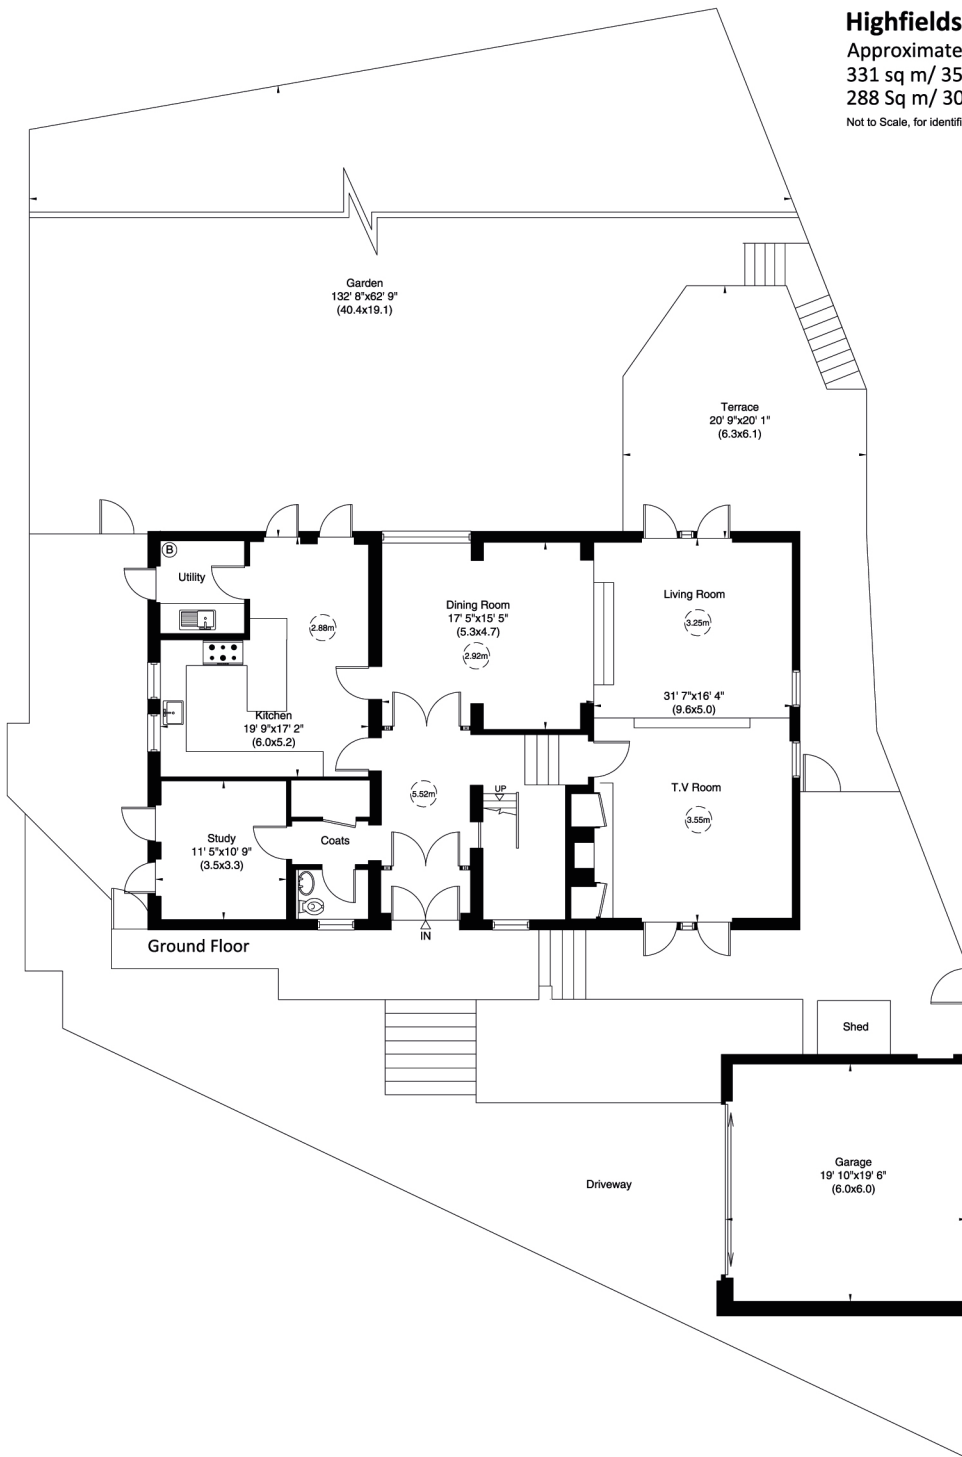 Highfields
Approximate
331 sq m/ 35
288 Sq m/ 30
Not to Scale, for identifi
Garden
132' 8"x62' 9"
(40.4x19.1)
Terrace
20' 9"x20' 1"
(6.3x6.1)
B
Utility
2.88m
Dining Room
17' 5"x15' 5"
(5.3x4.7)
2.92m
Living Room
3.25m
31' 7"x16' 4"
(9.6x5.0)
Kitchen
19' 9"x17' 2"
(6.0x5.2)
5.52m
UP
T.V Room
3.55m
Study
11' 5"x10' 9"
(3.5x3.3)
Coats
IN
Ground Floor
Shed
Driveway
Garage
19' 10"x19' 6"
(6.0x6.0)